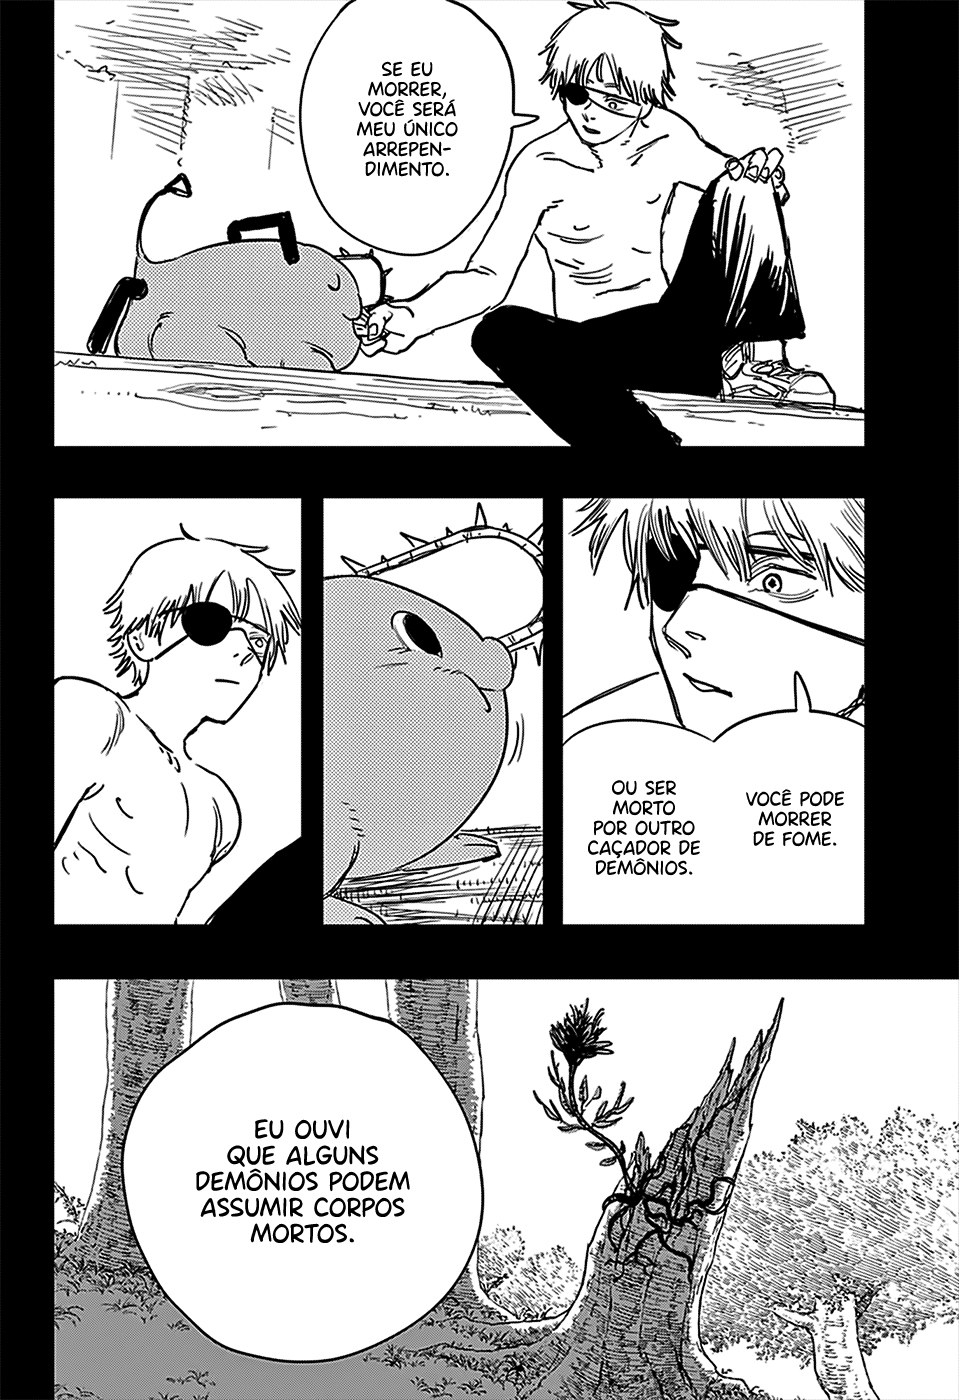 SE EU
MORRER,
VOCÊ SERÁ
MEU ÚNICO
ARREPEN-
DIMENTO.
VOCÊ PODE
MORRER
DE FOME.
OU SER
MORTO
POR OUTRO
CAÇADOR DE
DEMÔNIOS.
EU OUVI
QUE ALGUNS
DEMÔNIOS PODEM
ASSUMIR CORPOS
MORTOS.